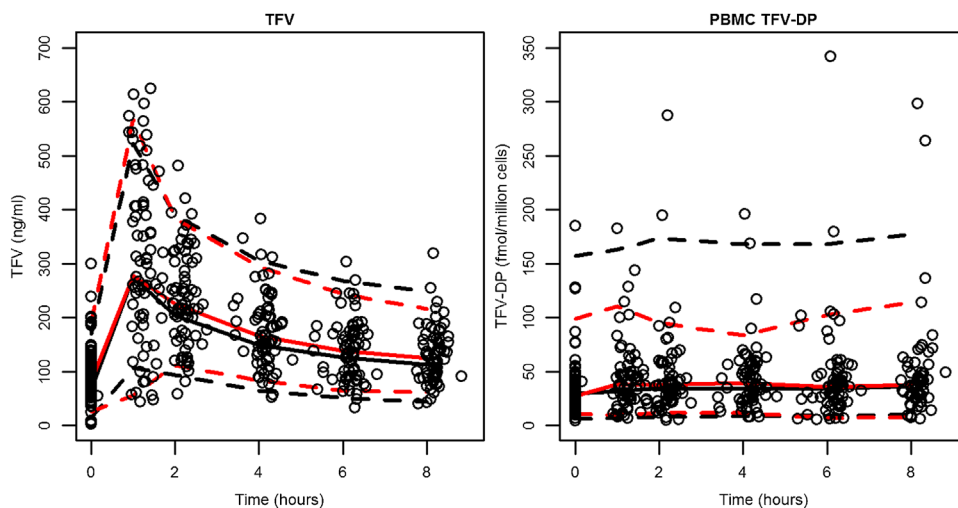 TFV
TFV (ng/ml)
700
600
500
400
300
200
100
0
0 2 4 6 8
Time (hours)
PBMC TFV-DP
TFV-DP (fmol/million cells)
350
300
250
200
150
100
50
0
0 2 4 6 8
Time (hours)